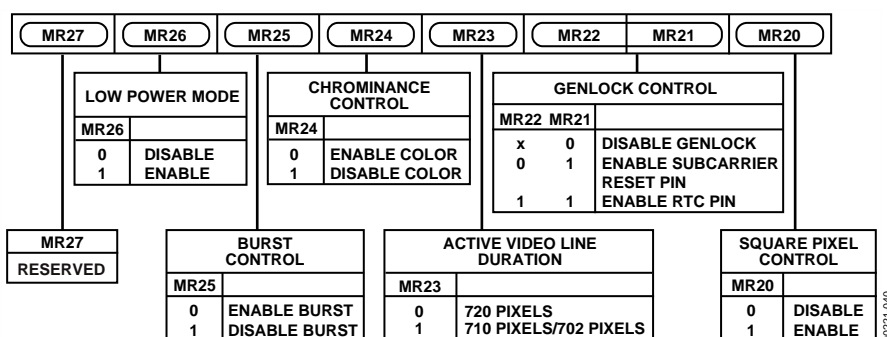 MR27 MR26 MR25 MR24 MR23 MR22 MR21 MR20
LOW POWER MODE
MR26
0 DISABLE
1 ENABLE
CHROMINANCE
CONTROL
MR24
0 ENABLE COLOR
1 DISABLE COLOR
GENLOCK CONTROL
MR22 MR21
x 0 DISABLE GENLOCK
0 1 ENABLE SUBCARRIER
RESET PIN
1 1 ENABLE RTC PIN
MR27
RESERVED
BURST
CONTROL
MR25
0 ENABLE BURST
1 DISABLE BURST
ACTIVE VIDEO LINE
DURATION
MR23
0 720 PIXELS
1 710 PIXELS/702 PIXELS
SQUARE PIXEL
CONTROL
MR20
0 DISABLE
1 ENABLE